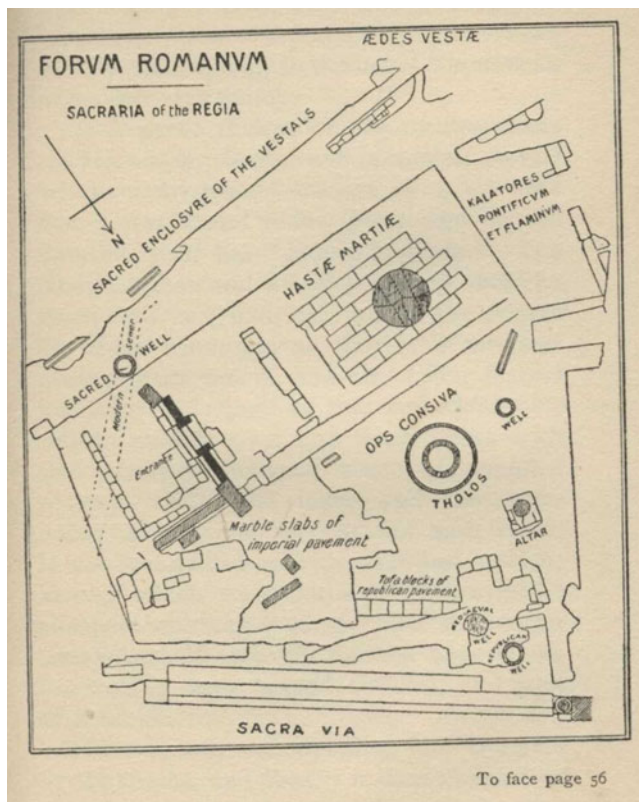 ÆDES VESTÆ
FORVM ROMANVM
SACRARIA of the REGIA
N
SACRED ENCLOSVRE OF THE VESTALS
KALATORES
PONTIFICVM
ET FLAMINVM
HASTÆ MARTIÆ
SACRED WELL
Modern Sewer
Entrance
OPS CONSIVA
THOLOS
WELL
ALTAR
Marble slabs of
imperial pavement
Tofa blocks of
republican pavement
MEDIÆVAL
WELL
REPUBLICAN
WELL
SACRA VIA
To face page 56